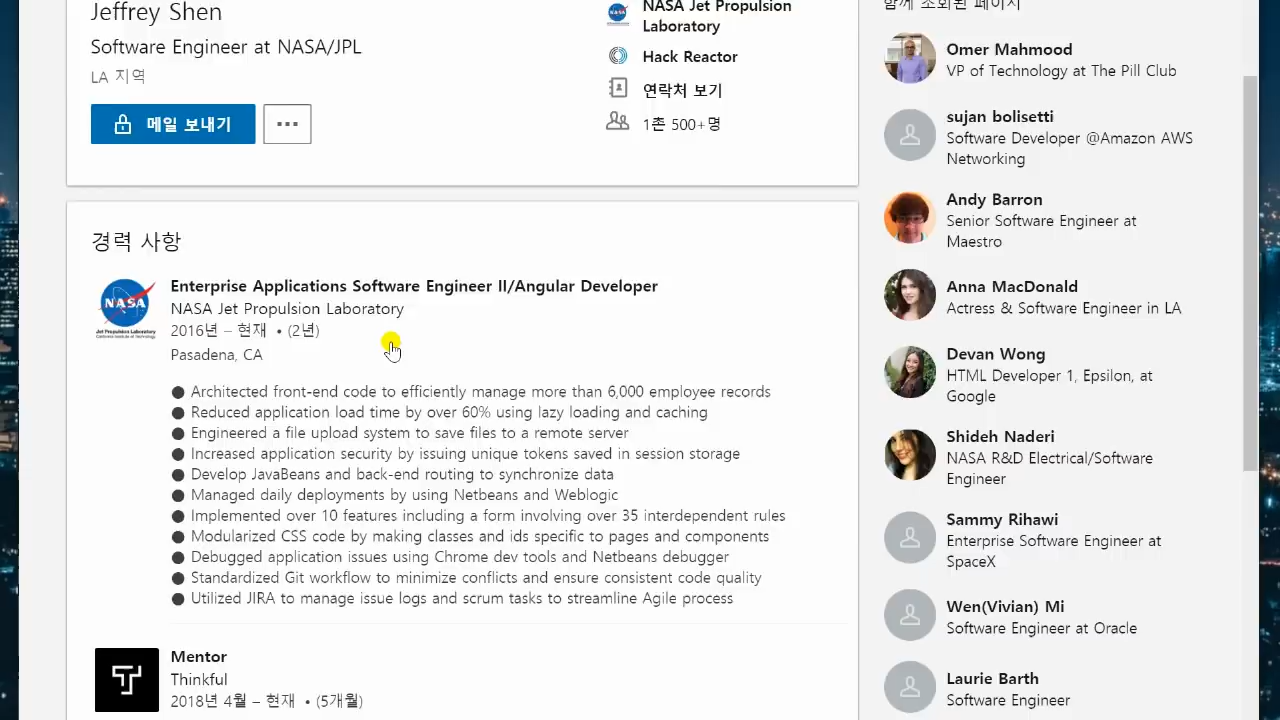 Jeffrey Shen
Software Engineer at NASA/JPL
LA 지역
메일 보내기
NASA Jet Propulsion
Laboratory
Hack Reactor
연락처 보기
1촌 500+명
경력 사항
NASA
Jet Propulsion Laboratory
California Institute of Technology
Enterprise Applications Software Engineer II/Angular Developer
NASA Jet Propulsion Laboratory
2016년 – 현재 • (2년)
Pasadena, CA
● Architected front-end code to efficiently manage more than 6,000 employee records
● Reduced application load time by over 60% using lazy loading and caching
● Engineered a file upload system to save files to a remote server
● Increased application security by issuing unique tokens saved in session storage
● Develop JavaBeans and back-end routing to synchronize data
● Managed daily deployments by using Netbeans and Weblogic
● Implemented over 10 features including a form involving over 35 interdependent rules
● Modularized CSS code by making classes and ids specific to pages and components
● Debugged application issues using Chrome dev tools and Netbeans debugger
● Standardized Git workflow to minimize conflicts and ensure consistent code quality
● Utilized JIRA to manage issue logs and scrum tasks to streamline Agile process
Mentor
Thinkful
2018년 4월 – 현재 • (5개월)
함께 조회된 페이지
Omer Mahmood
VP of Technology at The Pill Club
sujan bolisetti
Software Developer @Amazon AWS
Networking
Andy Barron
Senior Software Engineer at
Maestro
Anna MacDonald
Actress & Software Engineer in LA
Devan Wong
HTML Developer 1, Epsilon, at
Google
Shideh Naderi
NASA R&D Electrical/Software
Engineer
Sammy Rihawi
Enterprise Software Engineer at
SpaceX
Wen(Vivian) Mi
Software Engineer at Oracle
Laurie Barth
Software Engineer